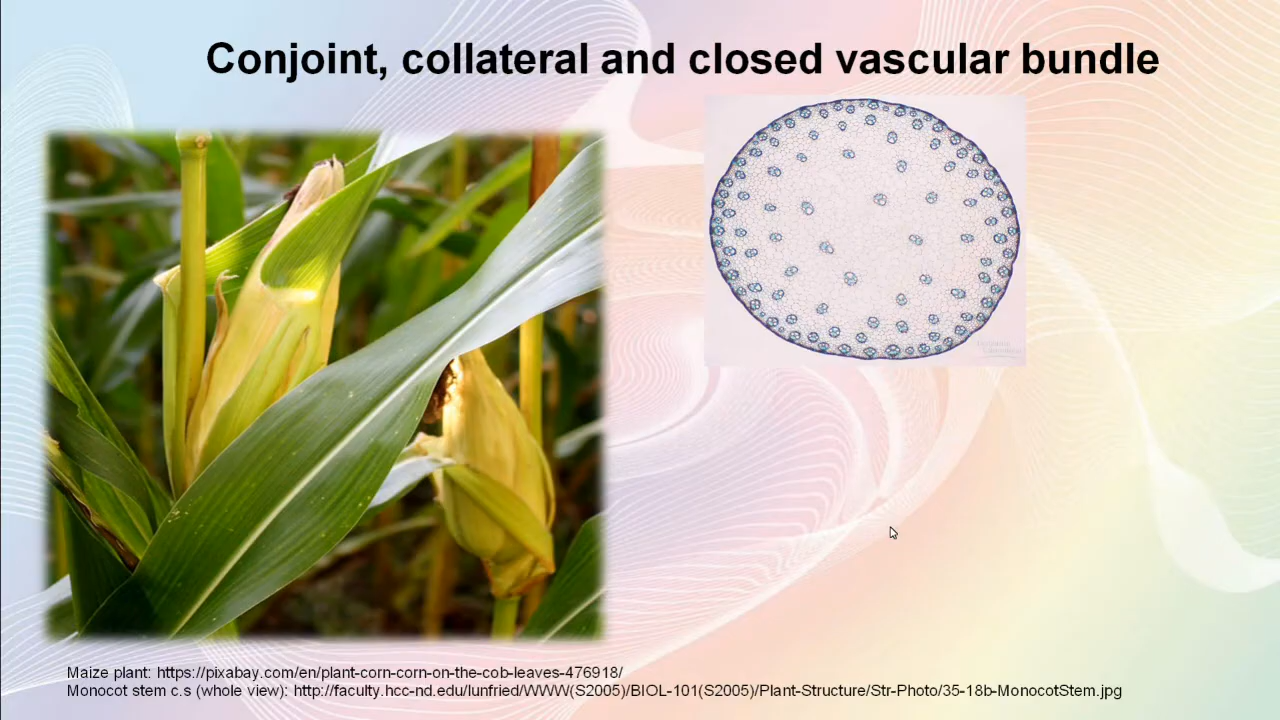 Conjoint, collateral and closed vascular bundle
Maize plant: https://pixabay.com/en/plant-corn-corn-on-the-cob-leaves-476918/
Monocot stem c.s (whole view): http://faculty.hcc-nd.edu/lunfried/WWW(S2005)/BIOL-101(S2005)/Plant-Structure/Str-Photo/35-18b-MonocotStem.jpg